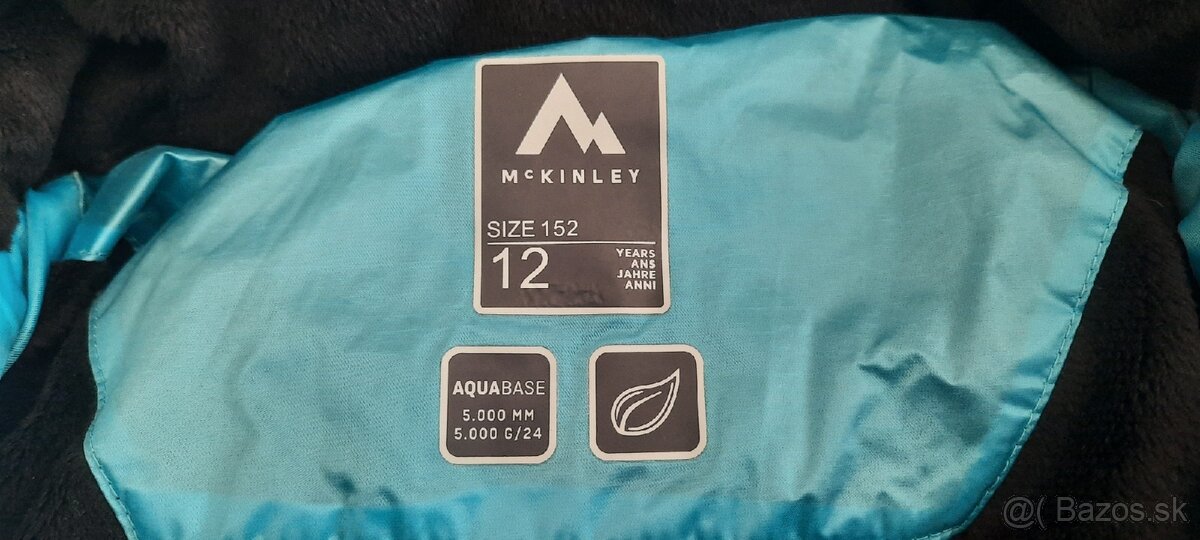 McKINLEY
SIZE 152
12
YEARS
ANS
JAHRE
ANNI
AQUABASE
5.000 MM
5.000 G/24
@( Bazos.sk